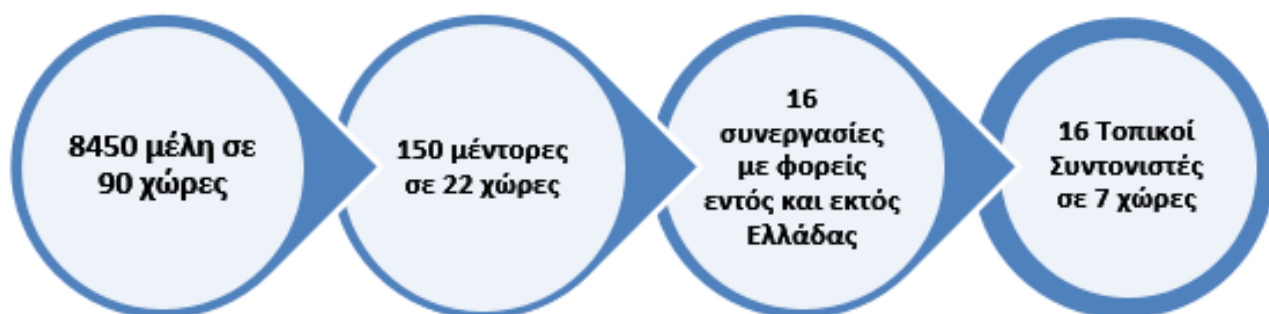 8450 μέλη σε
90 χώρες
150 μέντορες
σε 22 χώρες
16
συνεργασίες
με φορείς
εντός και εκτός
Ελλάδας
16 Τοπικοί
Συντονιστές
σε 7 χώρες